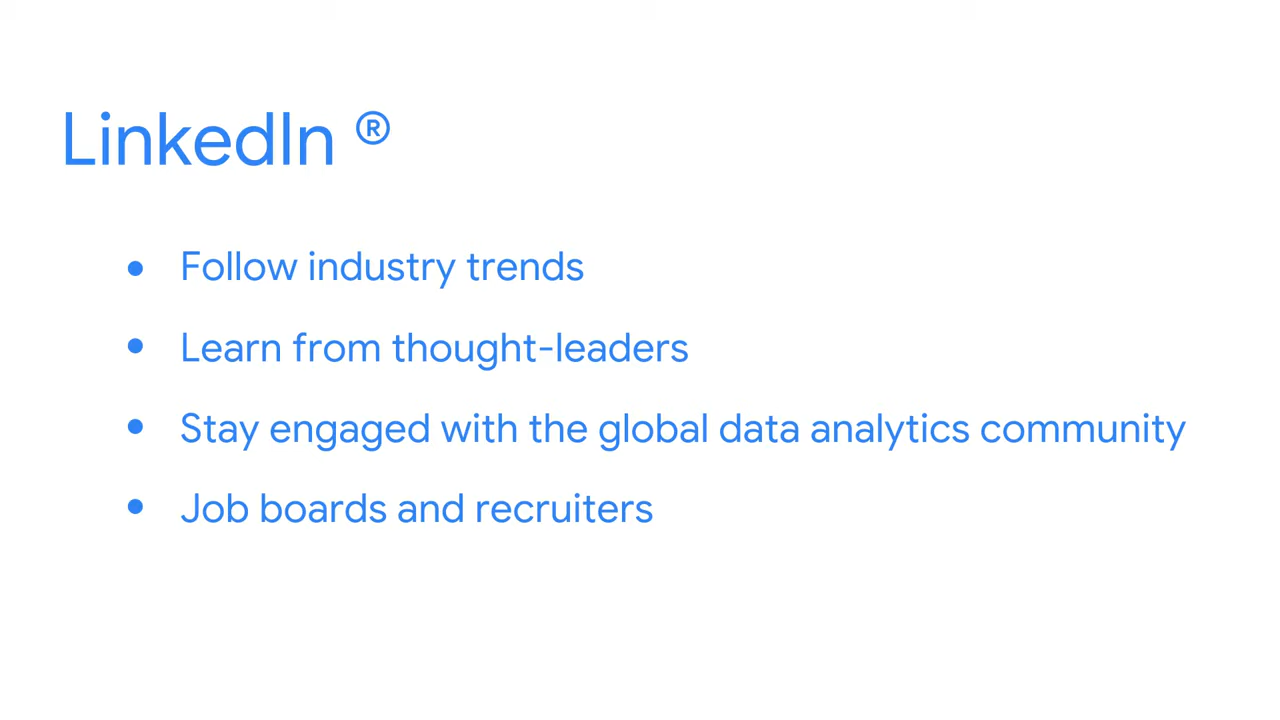 LinkedIn ®
• Follow industry trends
• Learn from thought-leaders
• Stay engaged with the global data analytics community
• Job boards and recruiters